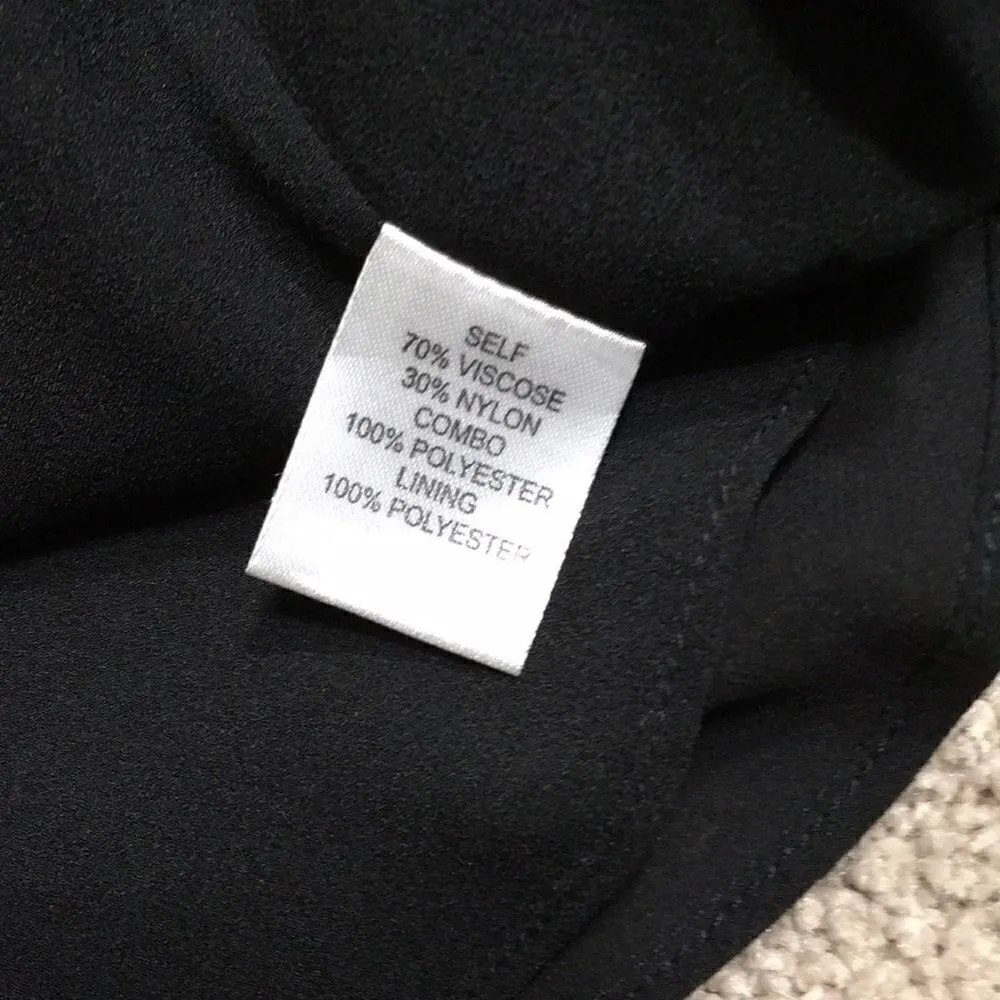 SELF
70% VISCOSE
30% NYLON
COMBO
100% POLYESTER
LINING
100% POLYESTER